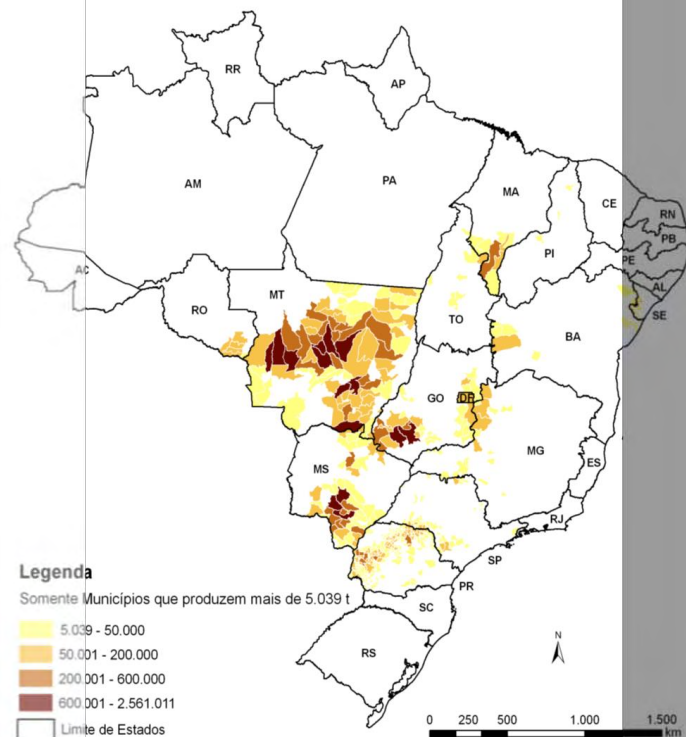 RR
AP
AM
PA
MA
CE
RN
PB
PI
PE
AC
AL
RO
MT
TO
SE
BA
GO
DF
MG
MS
ES
RJ
SP
PR
SC
RS
N
Legenda
Somente Municípios que produzem mais de 5.039 t
5.039 - 50.000
50.001 - 200.000
200.001 - 600.000
600.001 - 2.561.011
Limite de Estados
0 250 500 1.000 1.500
km